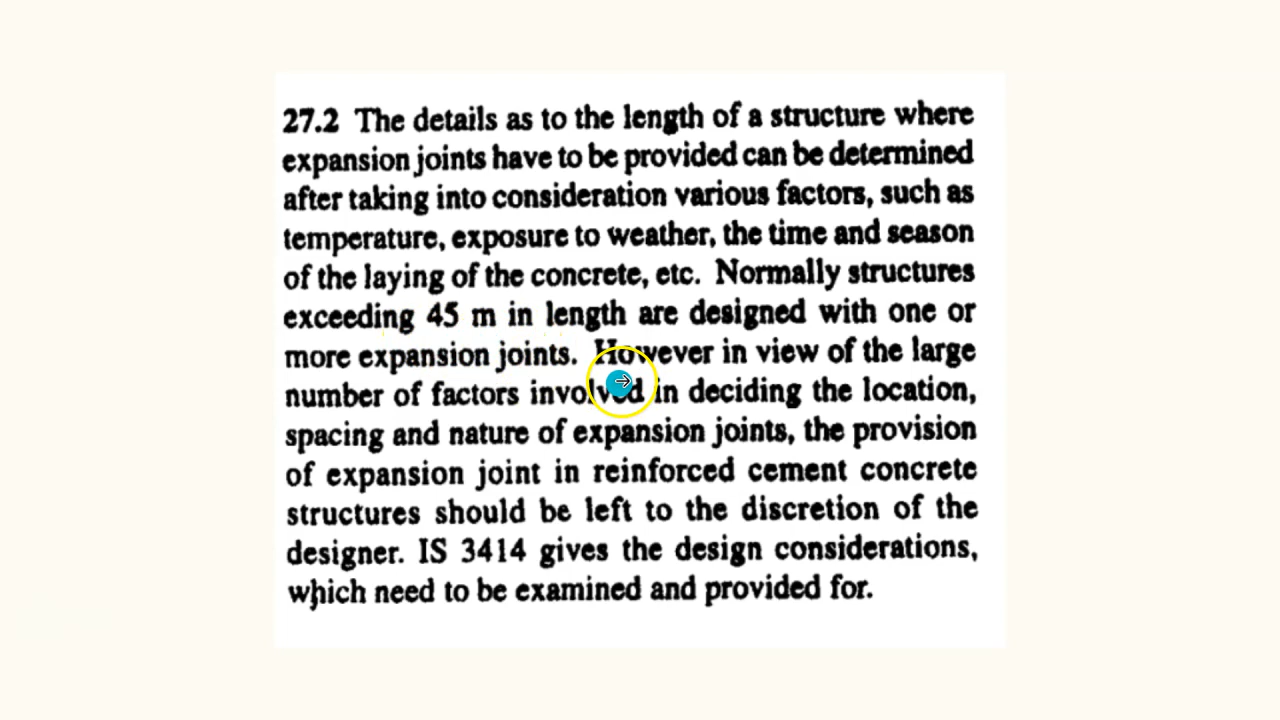 27.2 The details as to the length of a structure where
expansion joints have to be provided can be determined
after taking into consideration various factors, such as
temperature, exposure to weather, the time and season
of the laying of the concrete, etc. Normally structures
exceeding 45 m in length are designed with one or
more expansion joints. However in view of the large
number of factors involved in deciding the location,
spacing and nature of expansion joints, the provision
of expansion joint in reinforced cement concrete
structures should be left to the discretion of the
designer. IS 3414 gives the design considerations,
which need to be examined and provided for.